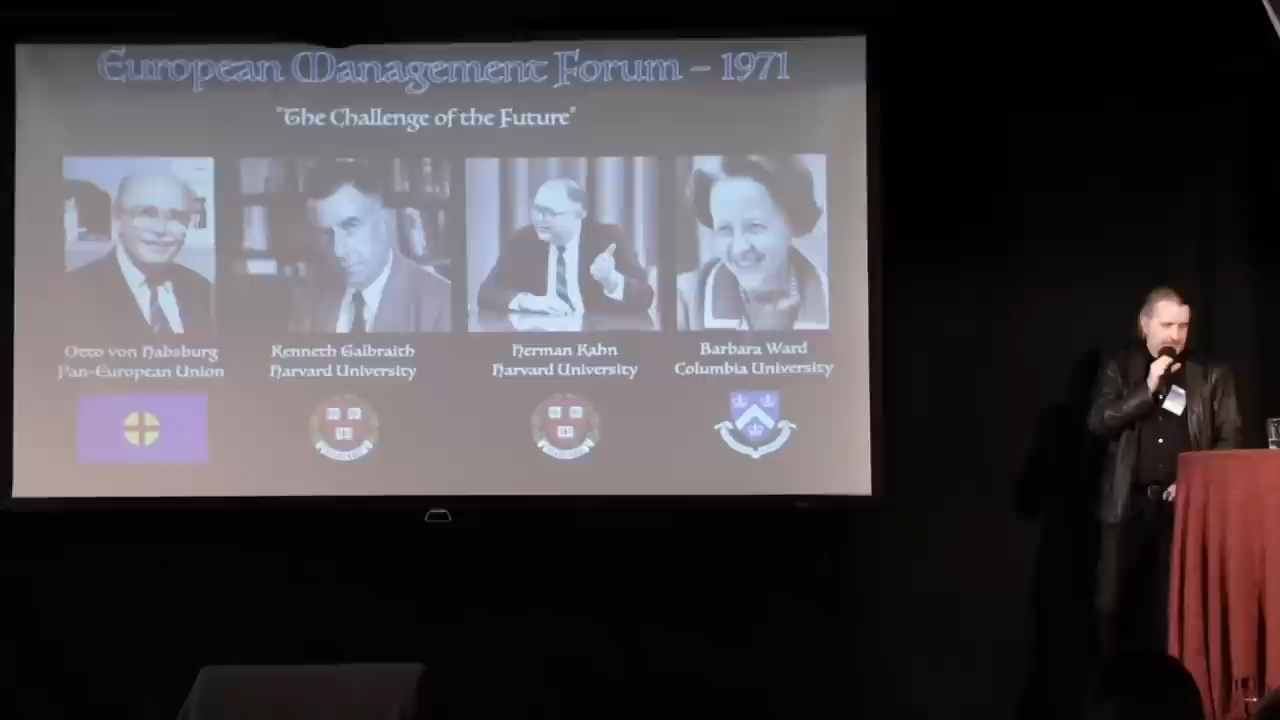 European Management Forum - 1971
"The Challenge of the Future"
Otto von Habsburg
Pan-European Union
Kenneth Galbraith
Harvard University
Herman Kahn
Harvard University
Barbara Ward
Columbia University